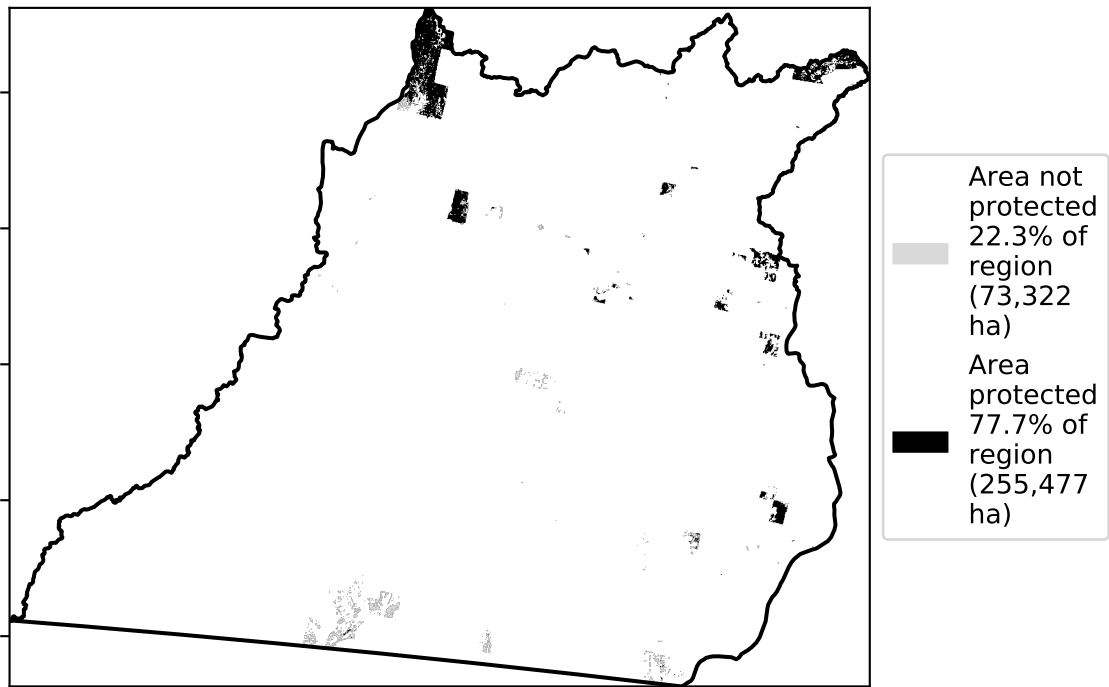 Area not
protected
22.3% of
region
(73,322
ha)
Area
protected
77.7% of
region
(255,477
ha)